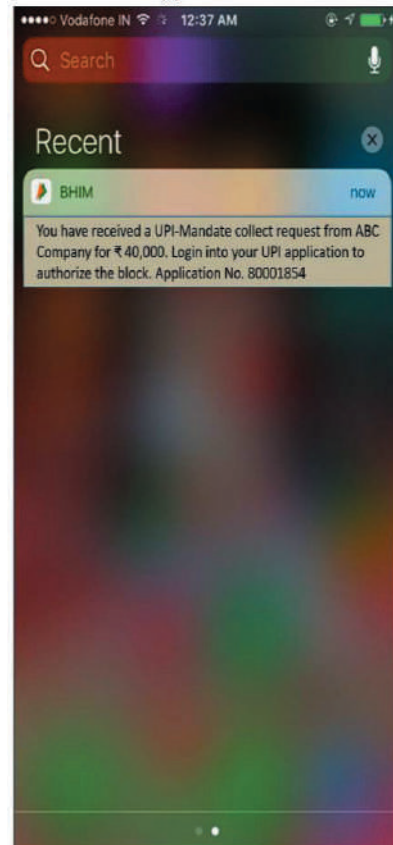 Vodafone IN 12:37 AM
Search
Recent
BHIM now
You have received a UPI-Mandate collect request from ABC
Company for ₹ 40,000. Login into your UPI application to
authorize the block. Application No. 80001854